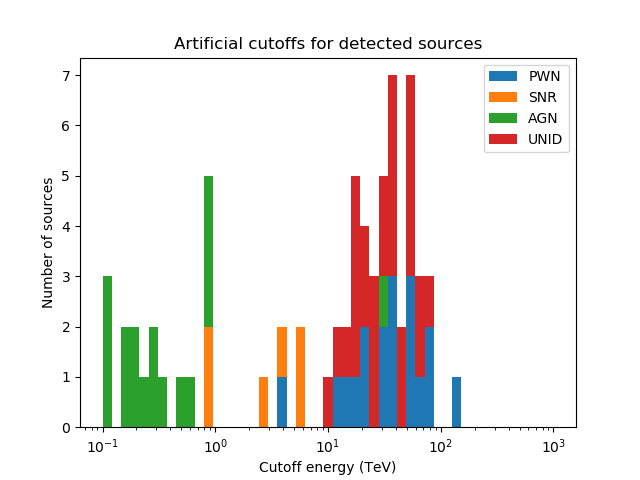 Artificial cutoffs for detected sources
Number of sources
7
6
5
4
3
2
1
0
PWN
SNR
AGN
UNID
10⁻¹ 10⁰ 10¹ 10² 10³
Cutoff energy (TeV)